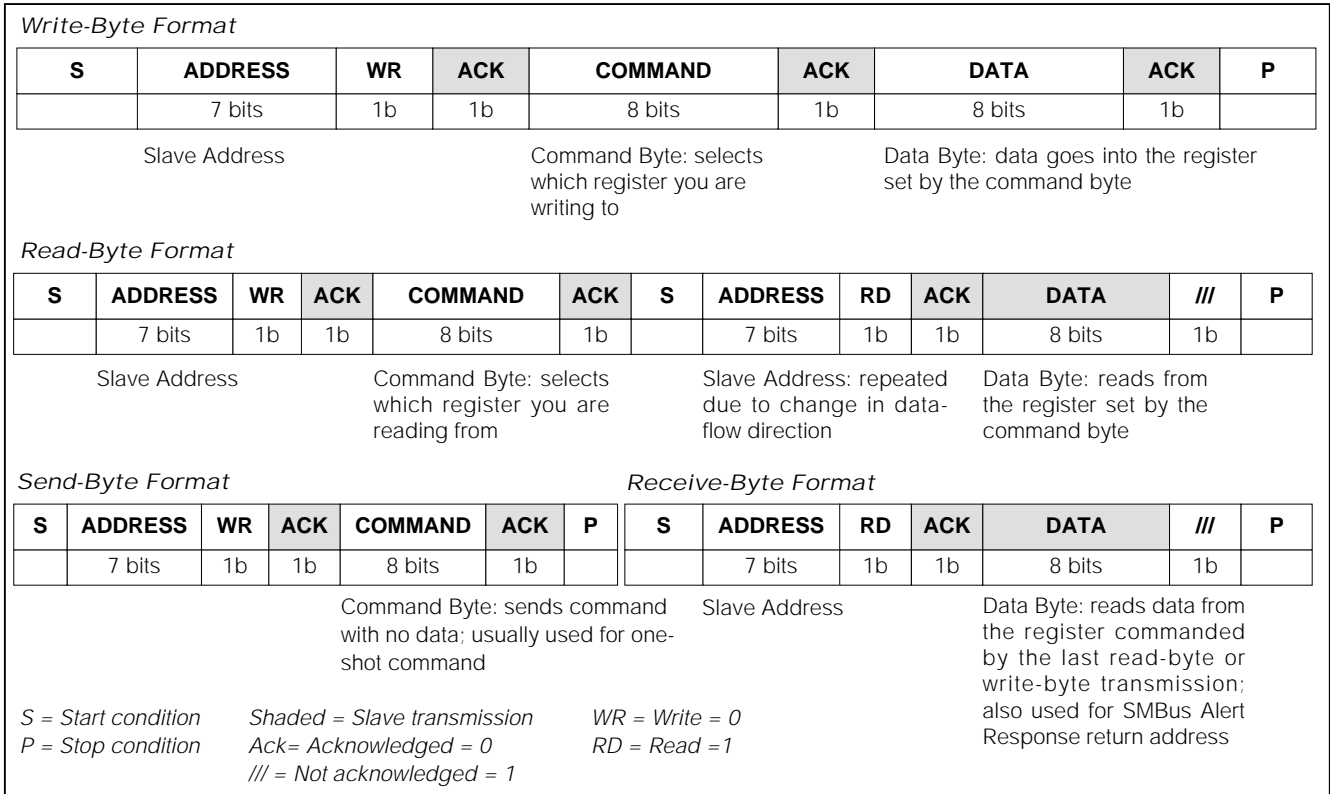 Write-Byte Format
S ADDRESS WR ACK COMMAND ACK DATA ACK P
7 bits 1b 1b 8 bits 1b 8 bits 1b
Slave Address
Command Byte: selects
which register you are
writing to
Data Byte: data goes into the register
set by the command byte
Read-Byte Format
S ADDRESS WR ACK COMMAND ACK S ADDRESS RD ACK DATA /// P
7 bits 1b 1b 8 bits 1b 7 bits 1b 1b 8 bits 1b
Slave Address
Command Byte: selects
which register you are
reading from
Slave Address: repeated
due to change in data-
flow direction
Data Byte: reads from
the register set by the
command byte
Send-Byte Format
S ADDRESS WR ACK COMMAND ACK P
7 bits 1b 1b 8 bits 1b
Command Byte: sends command
with no data; usually used for one-
shot command
Receive-Byte Format
S ADDRESS RD ACK DATA /// P
7 bits 1b 1b 8 bits 1b
Slave Address
Data Byte: reads data from
the register commanded
by the last read-byte or
write-byte transmission;
also used for SMBus Alert
Response return address
S = Start condition
P = Stop condition
Shaded = Slave transmission
Ack= Acknowledged = 0
/// = Not acknowledged = 1
WR = Write = 0
RD = Read =1